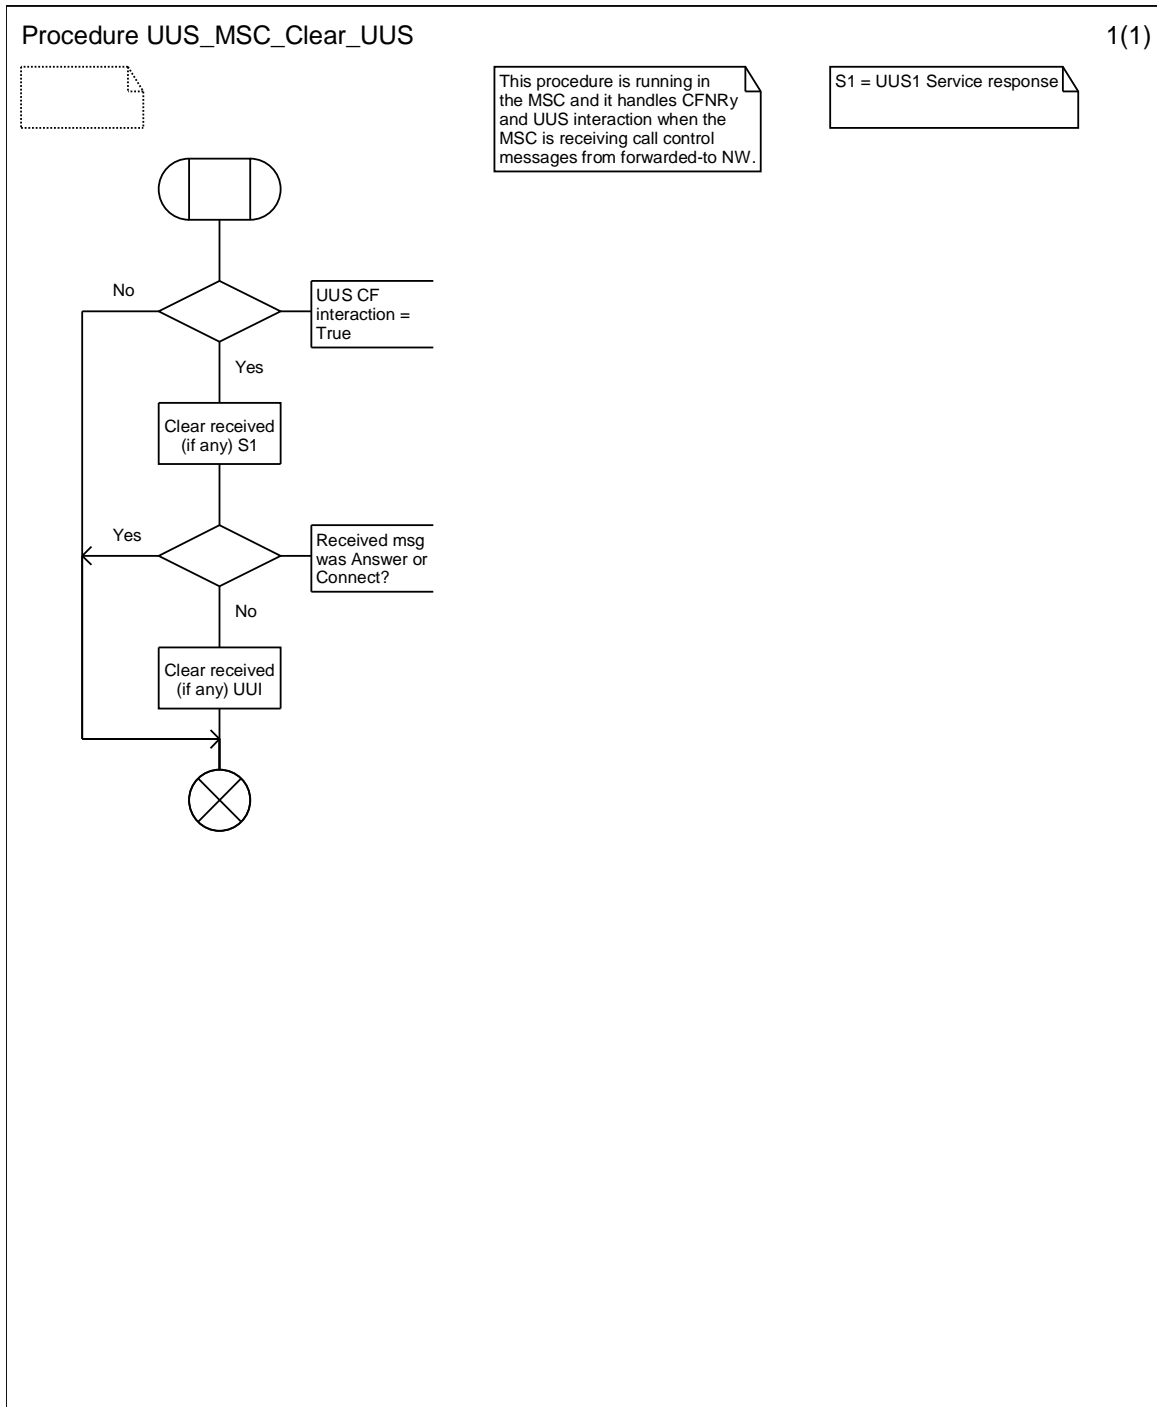 Procedure UUS_MSC_Clear_UUS
1(1)
This procedure is running in
the MSC and it handles CFNRy
and UUS interaction when the
MSC is receiving call control
messages from forwarded-to NW.
S1 = UUS1 Service response
No
UUS CF
interaction =
True
Yes
Clear received
(if any) S1
Yes
Received msg
was Answer or
Connect?
No
Clear received
(if any) UUI